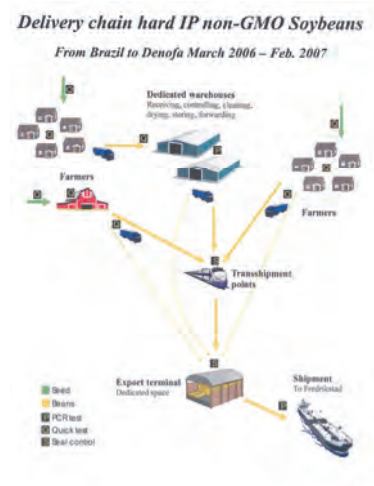 Delivery chain hard IP non-GMO Soybeans
From Brazil to Denofa March 2006 – Feb. 2007
Dedicated warehouses
Receiving, controlling, cleaning,
drying, storing, forwarding
Q
Q
Q
Q
P
Q
Farmers
Q
Q
Q
Farmers
Q
S
Transshipment
points
S
Export terminal
Dedicated space
Shipment
To Fredrikstad
P
Seed
Beans
P PCR test
Q Quick test
S Seal control